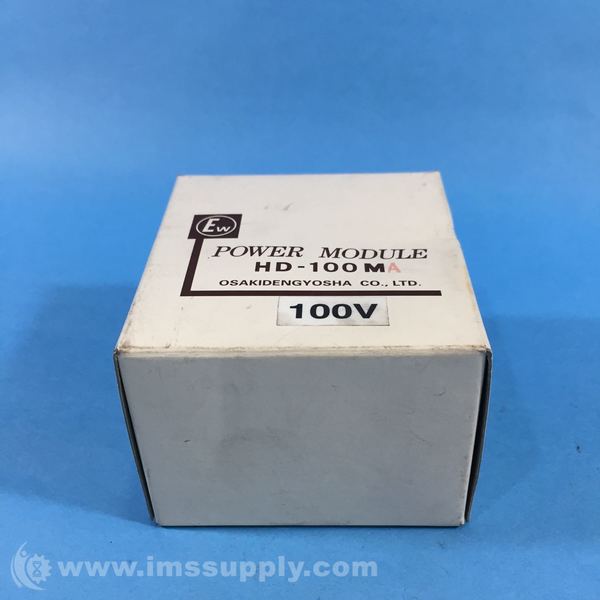 Ew
POWER MODULE
HD-100MA
OSAKIDENGYOSHA CO., LTD.
100V
www.imssupply.com